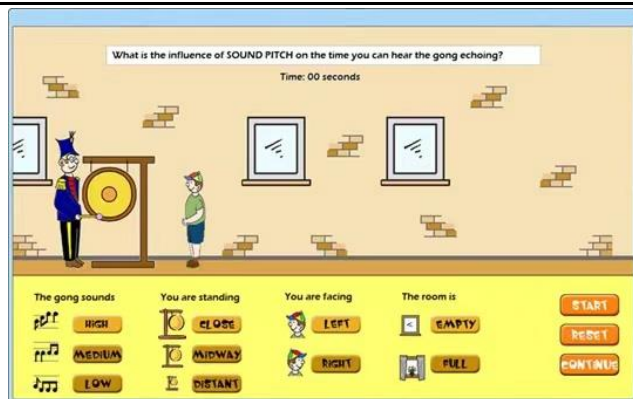 What is the influence of SOUND PITCH on the time you can hear the gong echoing?
Time: 00 seconds
The gong sounds
HIGH
MEDIUM
LOW
You are standing
CLOSE
MIDWAY
DISTANT
You are facing
LEFT
RIGHT
The room is
EMPTY
FULL
START
RESET
CONTINUE